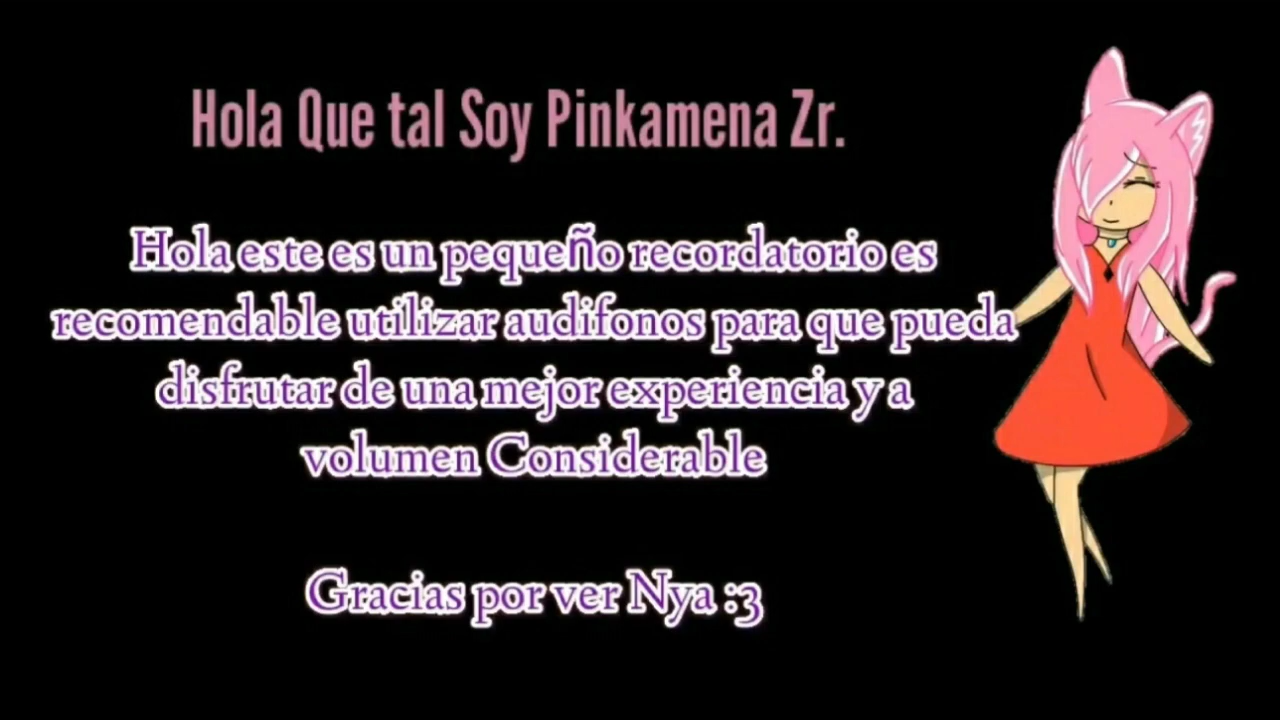 Hola Que tal Soy Pinkamena Zr.
Hola este es un pequeño recordatorio es
recomendable utilizar audifonos para que pueda
disfrutar de una mejor experiencia y a
volumen Considerable
Gracias por ver Nya :3